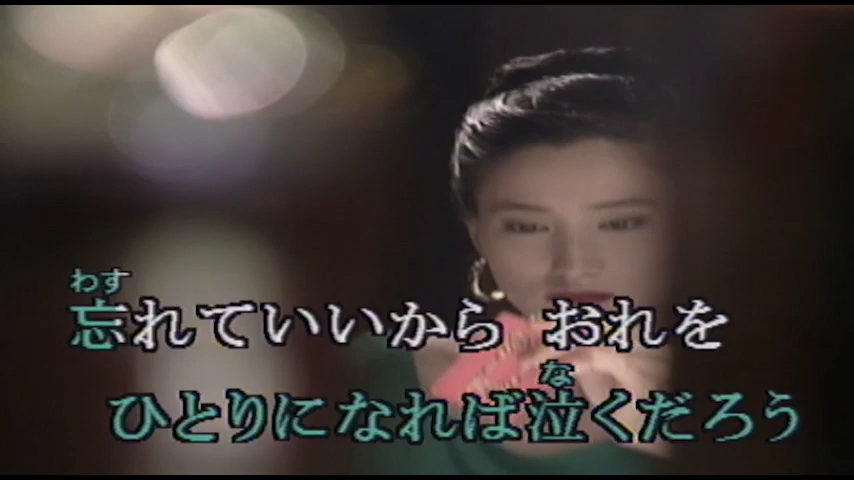 わす
忘れていいから おれを
な
ひとりになれば泣くだろう